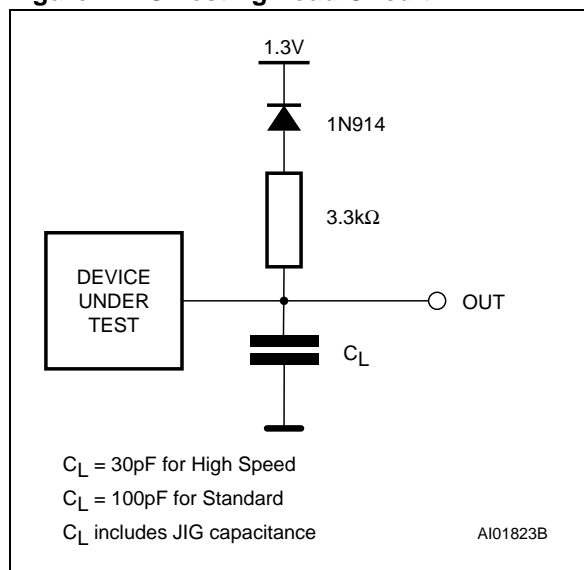 1.3V
1N914
3.3kΩ
DEVICE
UNDER
TEST
OUT
CL
CL = 30pF for High Speed
CL = 100pF for Standard
CL includes JIG capacitance
AI01823B